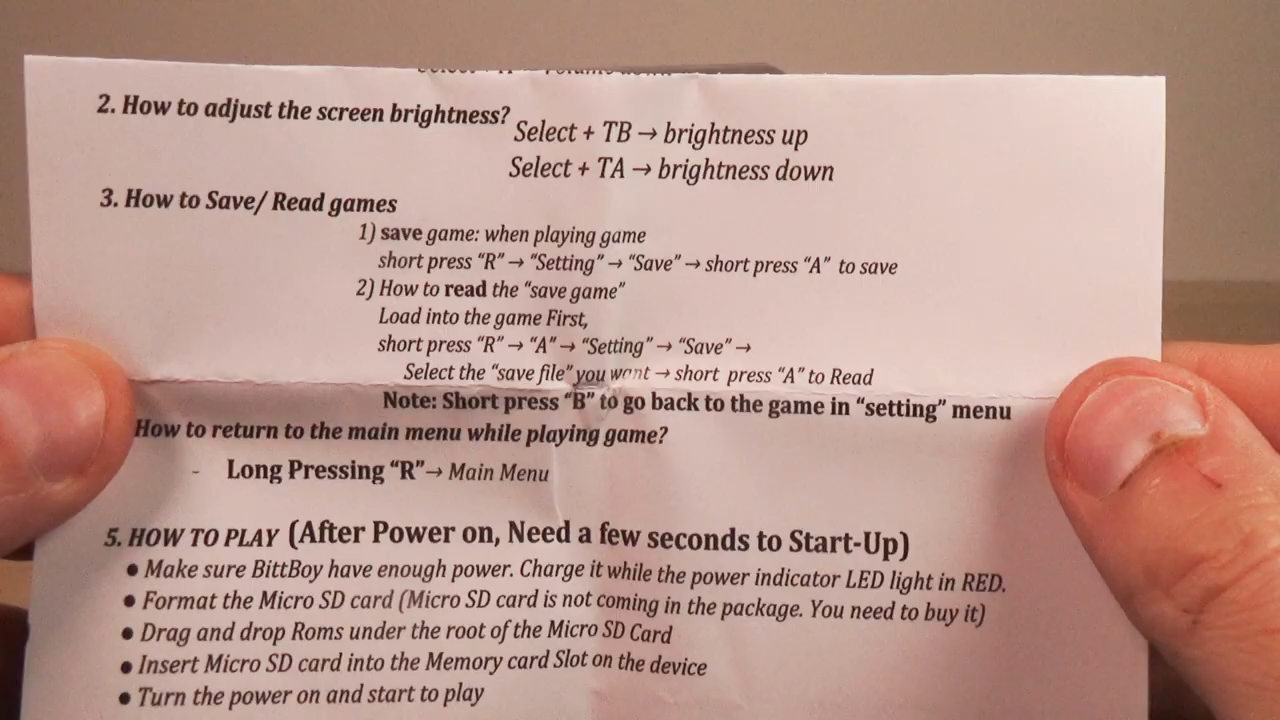 2. How to adjust the screen brightness?
Select + TB → brightness up
Select + TA → brightness down
3. How to Save/ Read games
1) save game: when playing game
short press “R” → “Setting” → “Save” → short press “A” to save
2) How to read the “save game”
Load into the game First,
short press “R” → “A” → “Setting” → “Save” →
Select the “save file” you want → short press “A” to Read
Note: Short press “B” to go back to the game in “setting” menu
How to return to the main menu while playing game?
- Long Pressing “R” → Main Menu
5. HOW TO PLAY (After Power on, Need a few seconds to Start-Up)
● Make sure BittBoy have enough power. Charge it while the power indicator LED light in RED.
● Format the Micro SD card (Micro SD card is not coming in the package. You need to buy it)
● Drag and drop Roms under the root of the Micro SD Card
● Insert Micro SD card into the Memory card Slot on the device
● Turn the power on and start to play